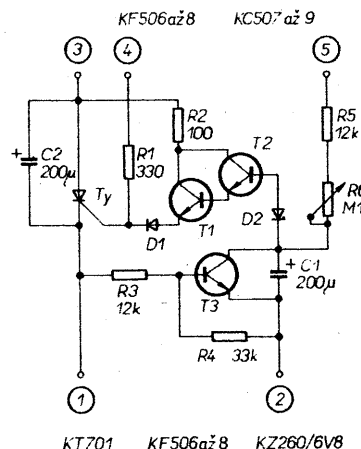 KF506až8 KC507až9
3 4 5
R2
100
T2
R5
12k
+ C2
200µ
Ty
R1
330
R6
M1
D1
T1
D2
R3
12k
T3
+ C1
200µ
R4 33k
1 2
KT701 KF506až8 KZ260/6V8